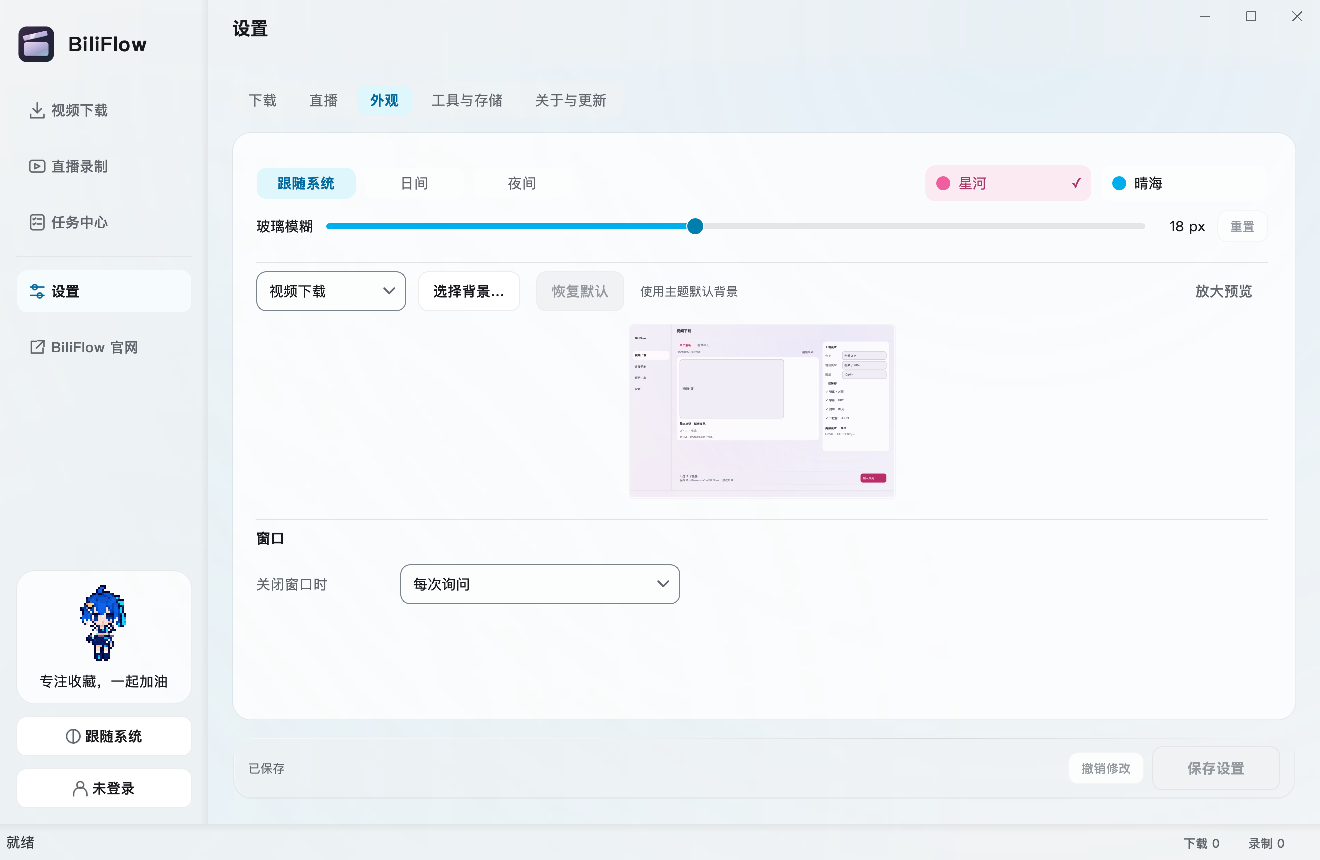 设置
BiliFlow
视频下载
直播录制
任务中心
设置
BiliFlow 官网
专注收藏，一起加油
跟随系统
未登录
下载 直播 外观 工具与存储 关于与更新
跟随系统 日间 夜间 星河 ✓ 晴海
玻璃模糊 18 px 重置
视频下载 选择背景... 恢复默认 使用主题默认背景 放大预览
窗口
关闭窗口时 每次询问
已保存 撤销修改 保存设置
就绪 下载 0 录制 0